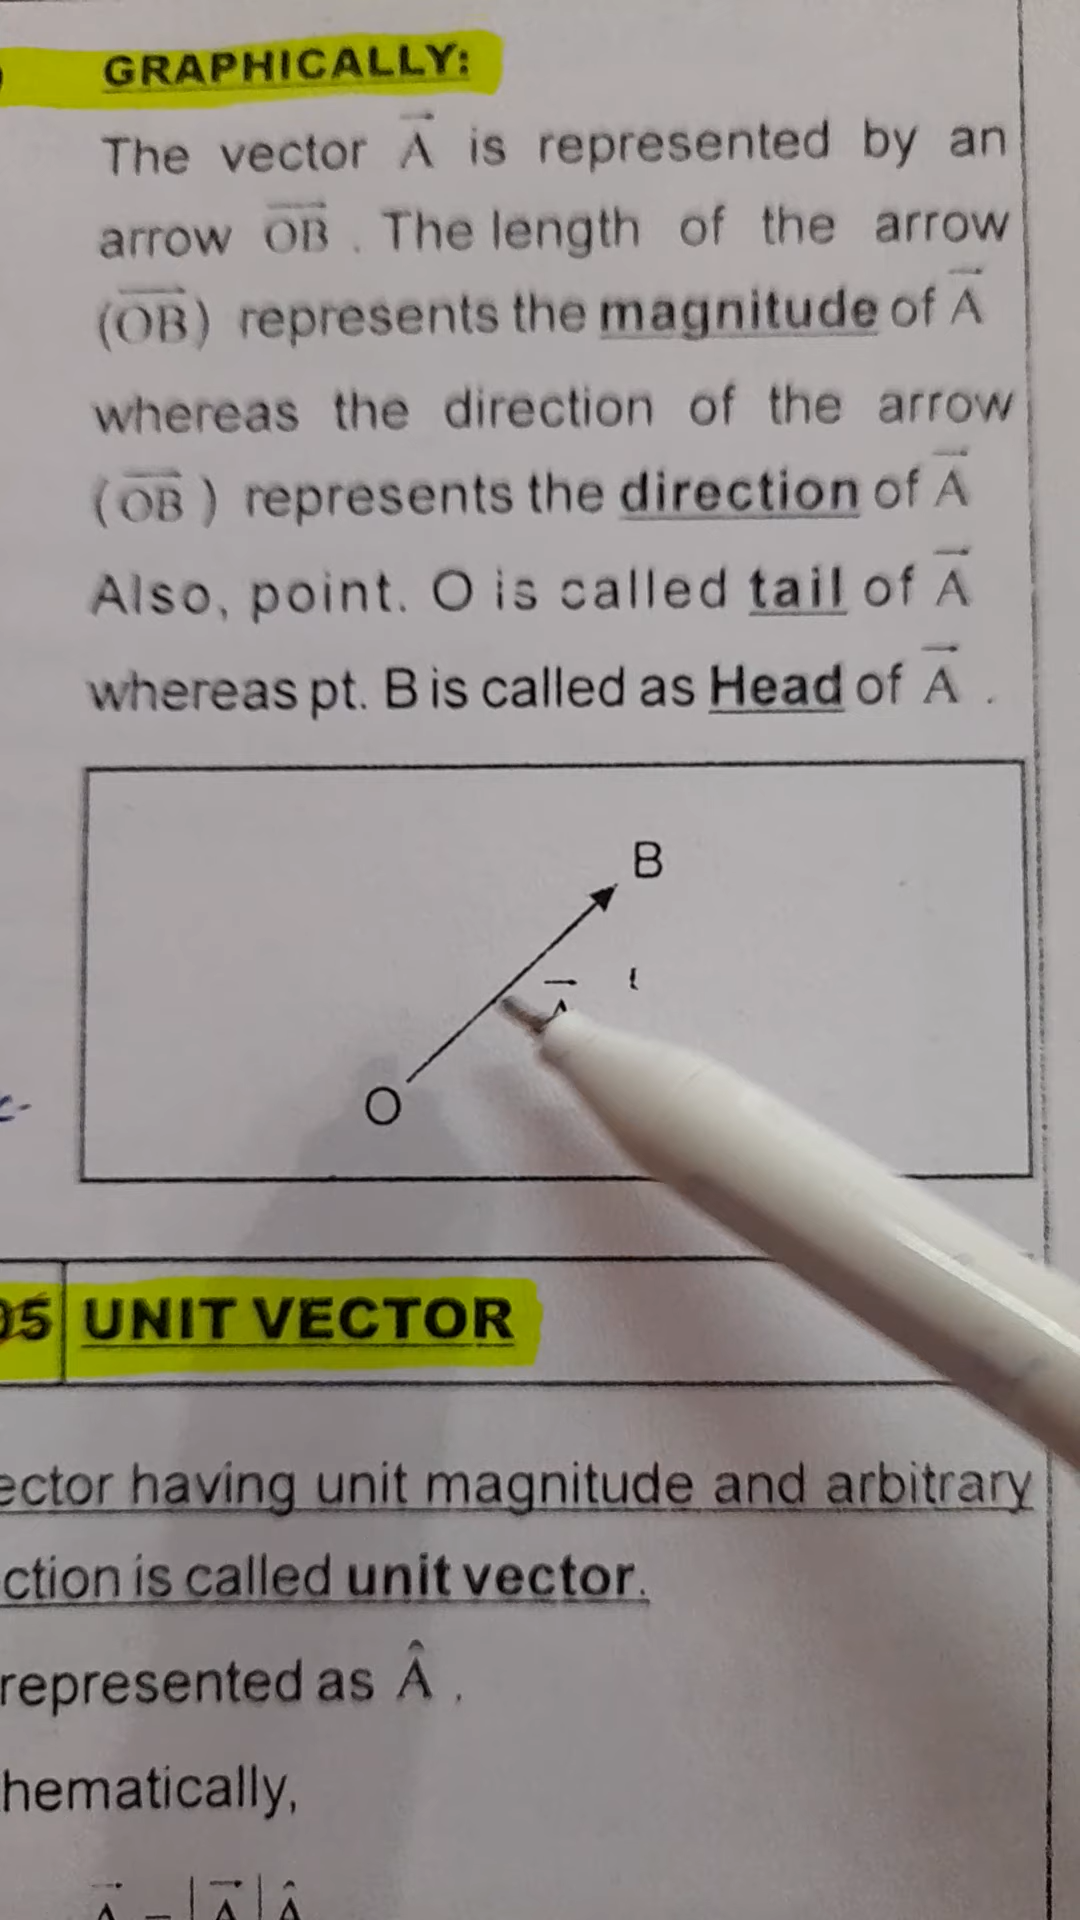 GRAPHICALLY:
The vector A⃗ is represented by an
arrow O͞B⃗ . The length of the arrow
(O͞B⃗) represents the magnitude of A⃗
whereas the direction of the arrow
(O͞B⃗ ) represents the direction of A⃗
Also, point. O is called tail of A⃗
whereas pt. B is called as Head of A⃗ .
B
O
05 UNIT VECTOR
ector having unit magnitude and arbitrary
ction is called unit vector.
represented as Â .
hematically,
A⃗ = |A⃗| Â